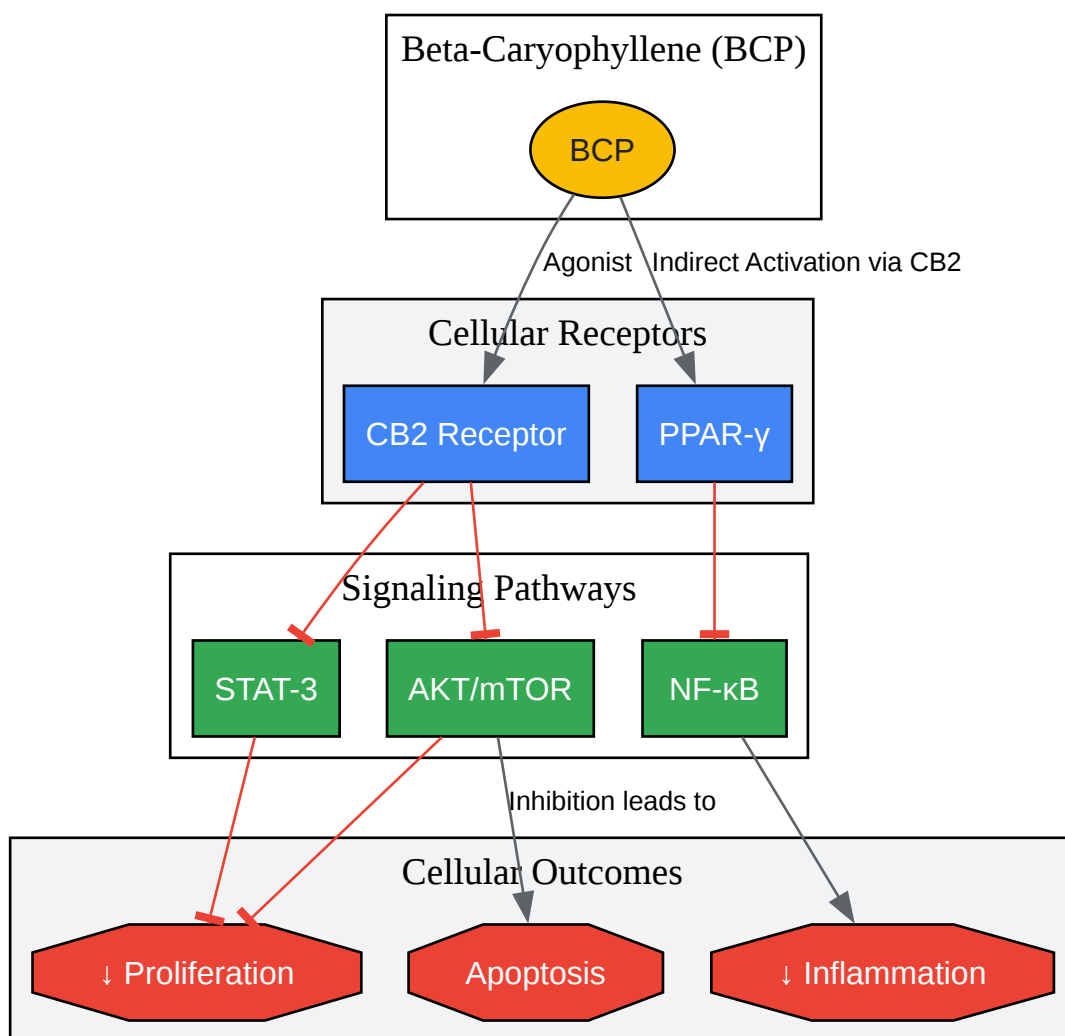 Beta-Caryophyllene (BCP)
BCP
Agonist
Indirect Activation via CB2
Cellular Receptors
CB2 Receptor
PPAR-γ
Signaling Pathways
STAT-3
AKT/mTOR
NF-κB
Inhibition leads to
Cellular Outcomes
↓ Proliferation
Apoptosis
↓ Inflammation